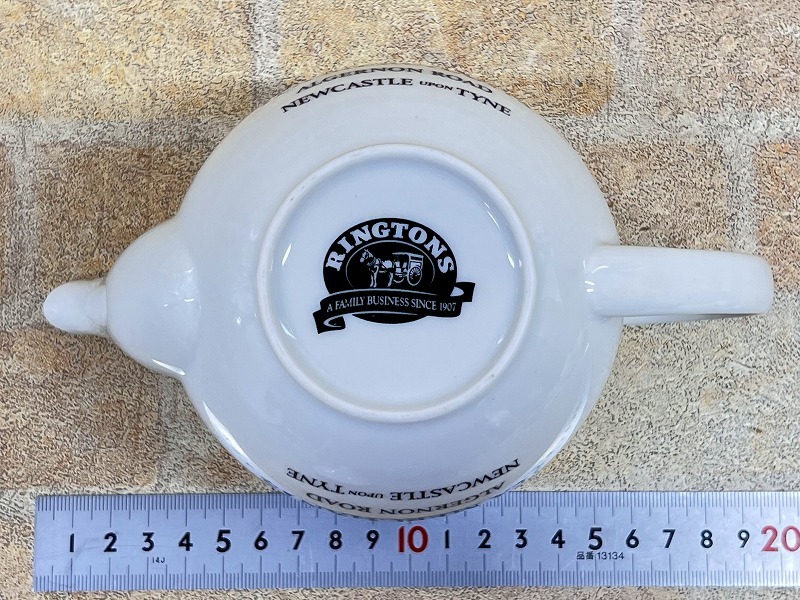 ALGERNON ROAD
NEWCASTLE UPON TYNE
RINGTONS
A FAMILY BUSINESS SINCE 1907
NEWCASTLE UPON TYNE
ALGERNON ROAD
1 2 3 4 5 6 7 8 9 10 1 2 3 4 5 6 7 8 9 20
品番 13134